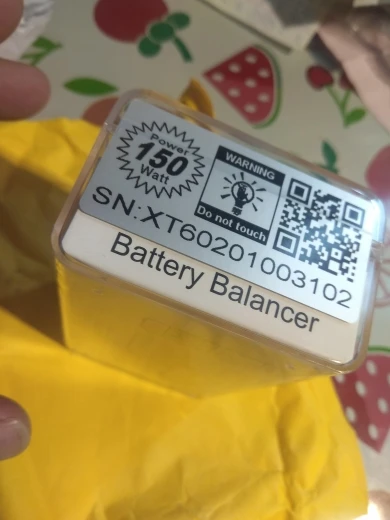 Power
150
Watt
WARNING
Do not touch
SN:XT60201003102
Battery Balancer